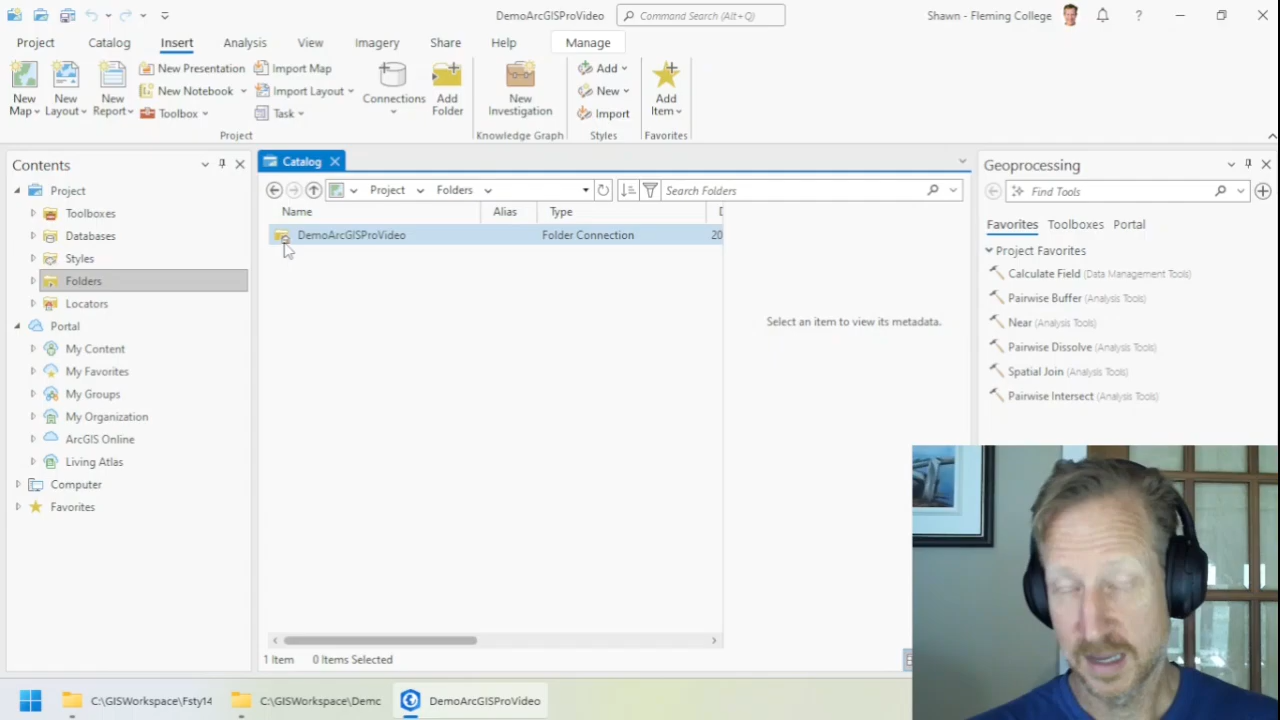 DemoArcGISProVideo
Command Search (Alt+Q)
Shawn - Fleming College
?
Project
Catalog
Insert
Analysis
View
Imagery
Share
Help
Manage
New Map
New Layout
New Report
New Presentation
New Notebook
Toolbox
Import Map
Import Layout
Task
Connections
Add Folder
New Investigation
Add
New
Import
Add Item
Project
Knowledge Graph
Styles
Favorites
Contents
Project
Toolboxes
Databases
Styles
Folders
Locators
Portal
My Content
My Favorites
My Groups
My Organization
ArcGIS Online
Living Atlas
Computer
Favorites
Catalog
Project
Folders
Search Folders
Name
Alias
Type
D
DemoArcGISProVideo
Folder Connection
20
Select an item to view its metadata.
1 Item
0 Items Selected
Geoprocessing
Find Tools
Favorites
Toolboxes
Portal
Project Favorites
Calculate Field (Data Management Tools)
Pairwise Buffer (Analysis Tools)
Near (Analysis Tools)
Pairwise Dissolve (Analysis Tools)
Spatial Join (Analysis Tools)
Pairwise Intersect (Analysis Tools)
C:\GISWorkspace\Fsty14
C:\GISWorkspace\Demc
DemoArcGISProVideo